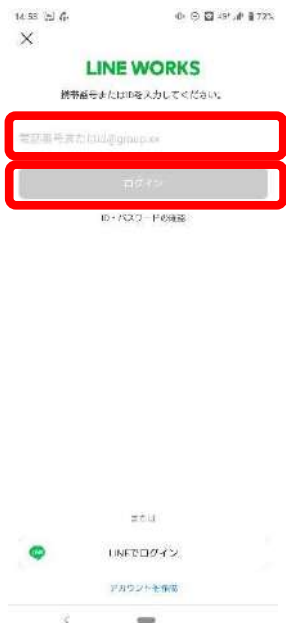 14:53 72%
LINE WORKS
携帯番号またはIDを入力してください。
電話番号またはid@group.xx
ログイン
ID・パスワードの確認
または
LINEでログイン
アカウントを準備